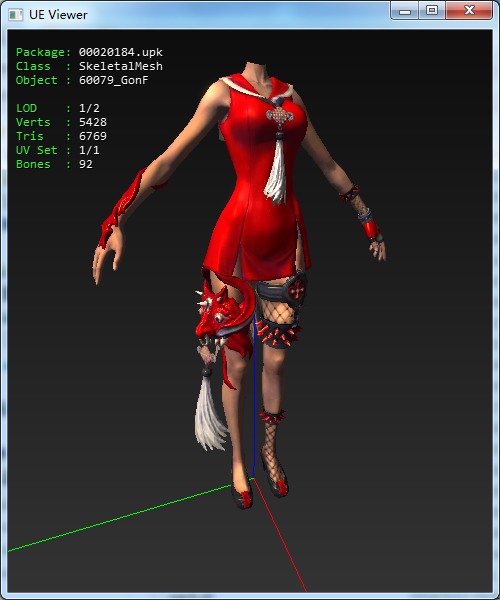 UE Viewer
Package: 00020184.upk
Class  : SkeletalMesh
Object : 60079_GonF
LOD    : 1/2
Verts  : 5428
Tris   : 6769
UV Set : 1/1
Bones  : 92